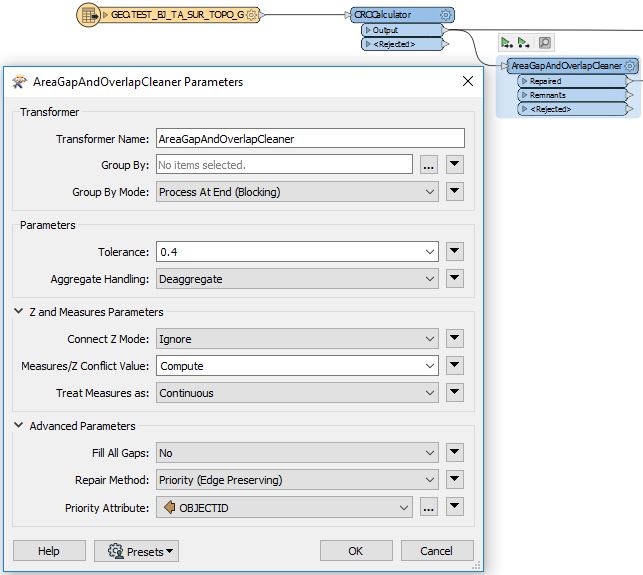 GEO.TEST_BJ_TA_SUR_TOPO_G
CRCCalculator
Output
<Rejected>
AreaGapAndOverlapCleaner
Repaired
Remnants
<Rejected>
AreaGapAndOverlapCleaner Parameters
Transformer
Transformer Name: AreaGapAndOverlapCleaner
Group By: No items selected. ...
Group By Mode: Process At End (Blocking)
Parameters
Tolerance: 0.4
Aggregate Handling: Deaggregate
Z and Measures Parameters
Connect Z Mode: Ignore
Measures/Z Conflict Value: Compute
Treat Measures as: Continuous
Advanced Parameters
Fill All Gaps: No
Repair Method: Priority (Edge Preserving)
Priority Attribute: OBJECTID ...
Help Presets OK Cancel